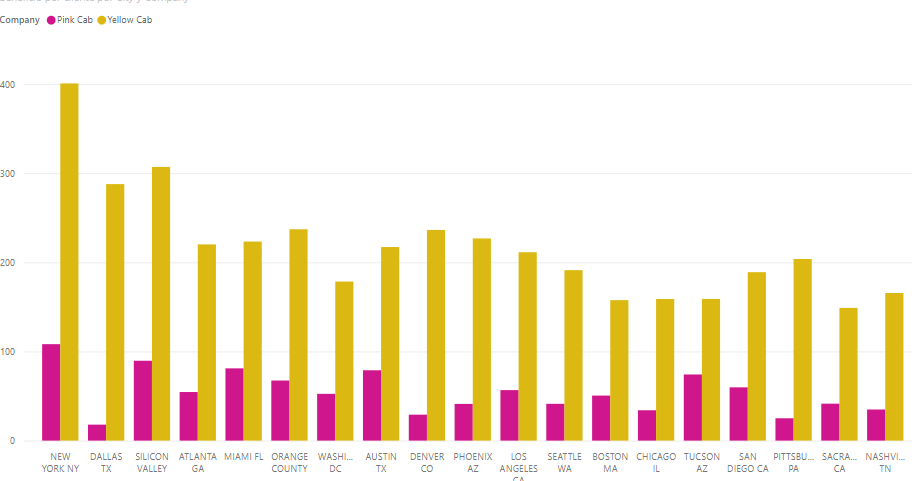 Company Pink Cab Yellow Cab
400
300
200
100
0
NEW YORK NY
DALLAS TX
SILICON VALLEY
ATLANTA GA
MIAMI FL
ORANGE COUNTY
WASHI... DC
AUSTIN TX
DENVER CO
PHOENIX AZ
LOS ANGELES CA
SEATTLE WA
BOSTON MA
CHICAGO IL
TUCSON AZ
SAN DIEGO CA
PITTSBU... PA
SACRA... CA
NASHVI... TN